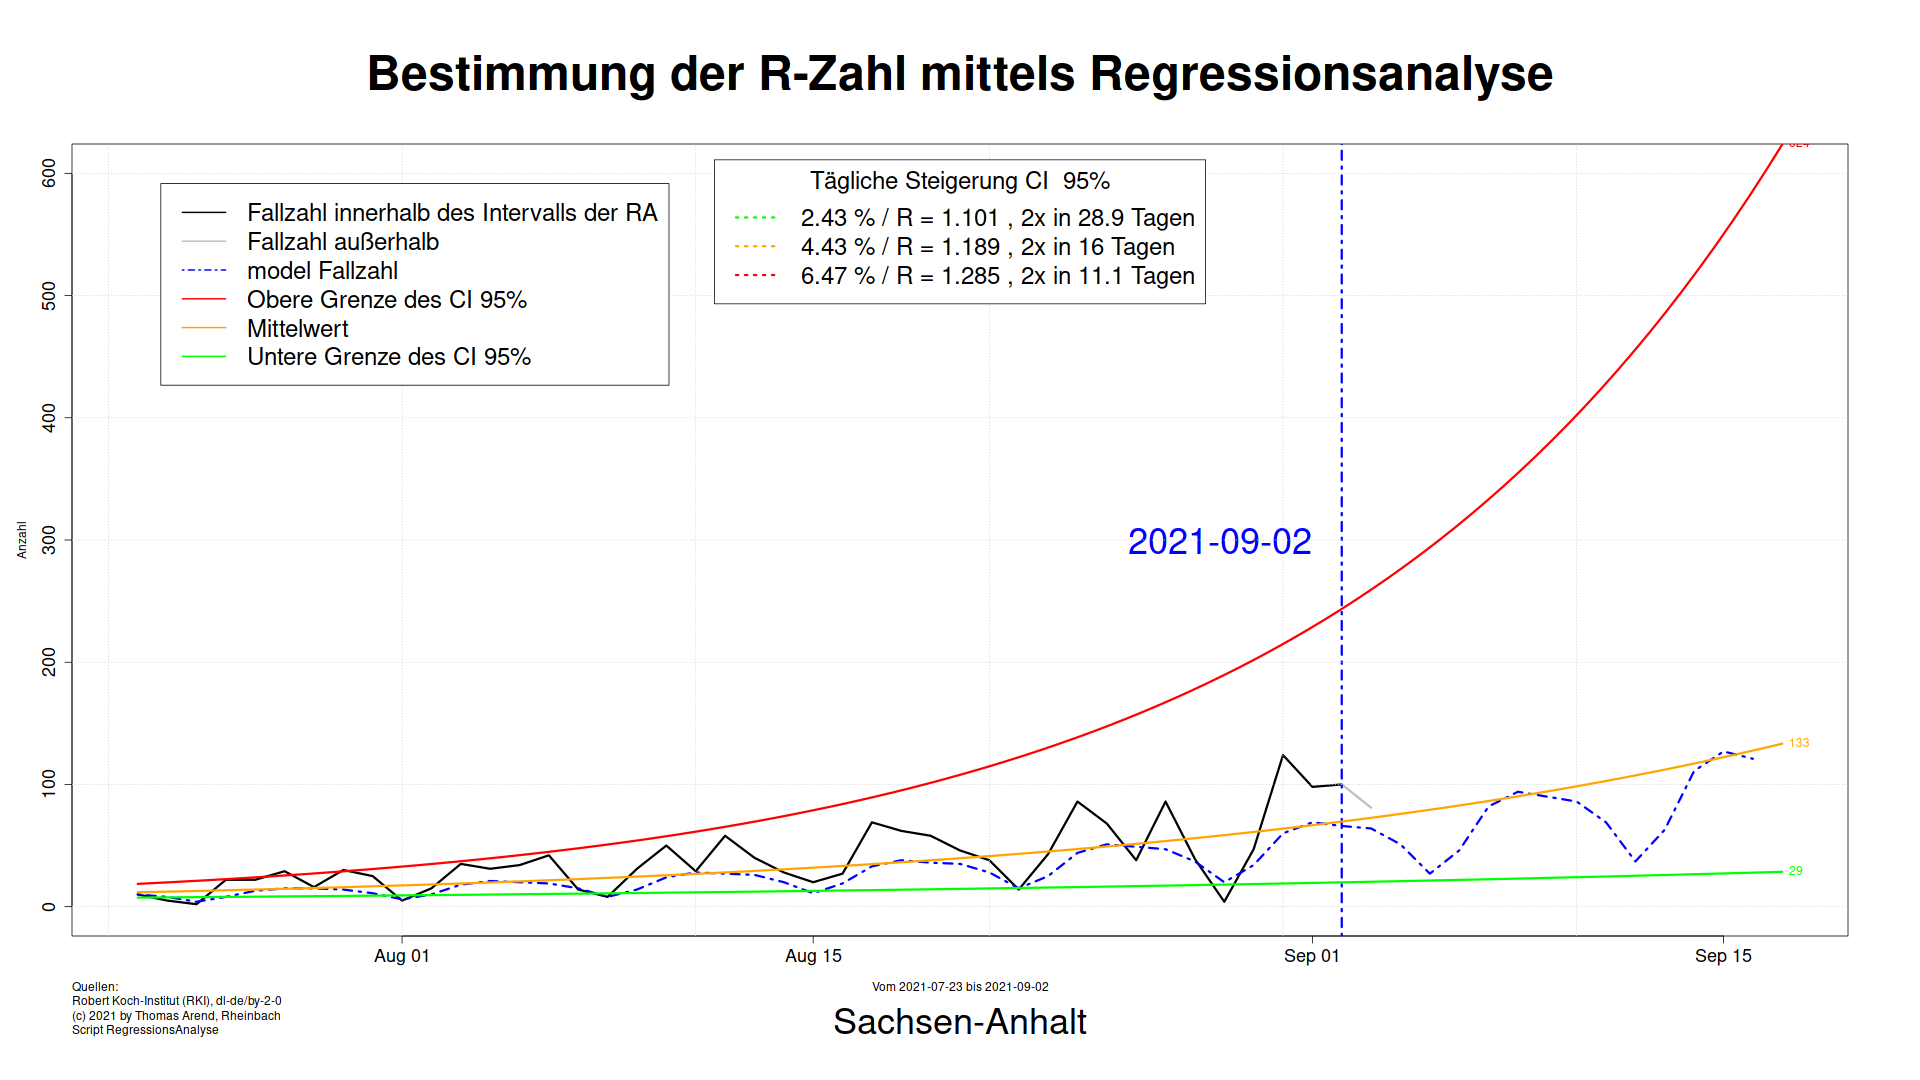 Bestimmung der R-Zahl mittels Regressionsanalyse
Fallzahl innerhalb des Intervalls der RA
Fallzahl außerhalb
model Fallzahl
Obere Grenze des CI 95%
Mittelwert
Untere Grenze des CI 95%
Tägliche Steigerung CI 95%
2.43 % / R = 1.101 , 2x in 28.9 Tagen
4.43 % / R = 1.189 , 2x in 16 Tagen
6.47 % / R = 1.285 , 2x in 11.1 Tagen
600
500
400
300
200
100
0
Anzahl
2021-09-02
133
29
Aug 01
Aug 15
Sep 01
Sep 15
Quellen:
Robert Koch-Institut (RKI), dl-de/by-2-0
(c) 2021 by Thomas Arend, Rheinbach
Script RegressionsAnalyse
Vom 2021-07-23 bis 2021-09-02
Sachsen-Anhalt